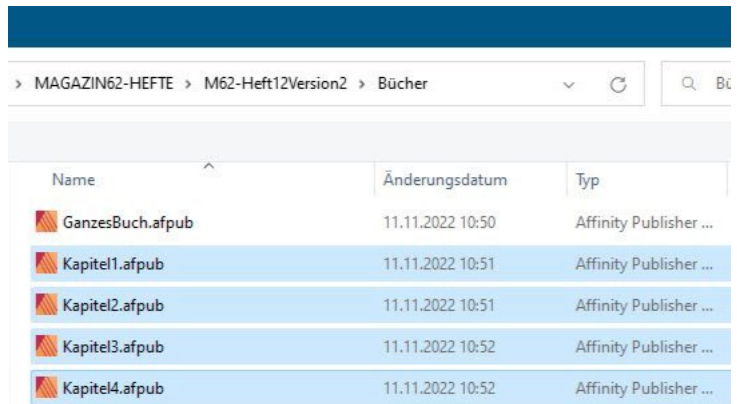 > MAGAZIN62-HEFTE > M62-Heft12Version2 > Bücher Bü
Name Änderungsdatum Typ
GanzesBuch.afpub 11.11.2022 10:50 Affinity Publisher ...
Kapitel1.afpub 11.11.2022 10:51 Affinity Publisher ...
Kapitel2.afpub 11.11.2022 10:51 Affinity Publisher ...
Kapitel3.afpub 11.11.2022 10:52 Affinity Publisher ...
Kapitel4.afpub 11.11.2022 10:52 Affinity Publisher ...